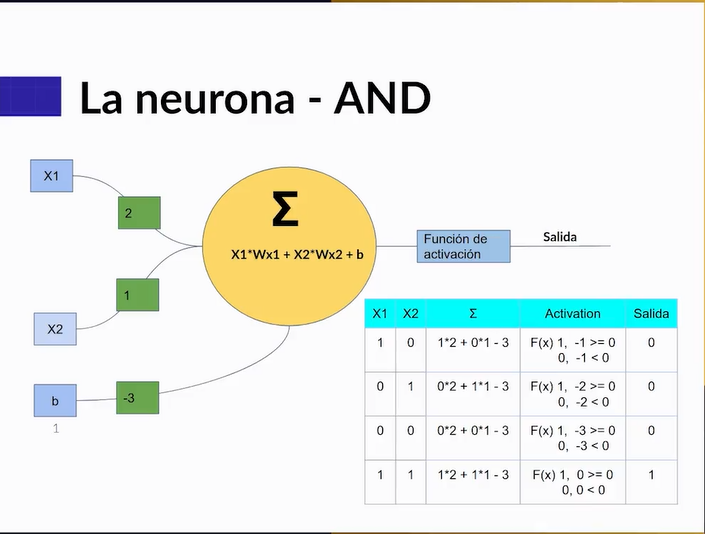 La neurona - AND
X1
2
Σ
X1*Wx1 + X2*Wx2 + b
Función de
activación
Salida
1
X2
b
-3
1
X1 X2 Σ Activation Salida
1 0 1*2 + 0*1 - 3 F(x) 1, -1 >= 0 0
0, -1 < 0
0 1 0*2 + 1*1 - 3 F(x) 1, -2 >= 0 0
0, -2 < 0
0 0 0*2 + 0*1 - 3 F(x) 1, -3 >= 0 0
0, -3 < 0
1 1 1*2 + 1*1 - 3 F(x) 1, 0 >= 0 1
0, 0 < 0